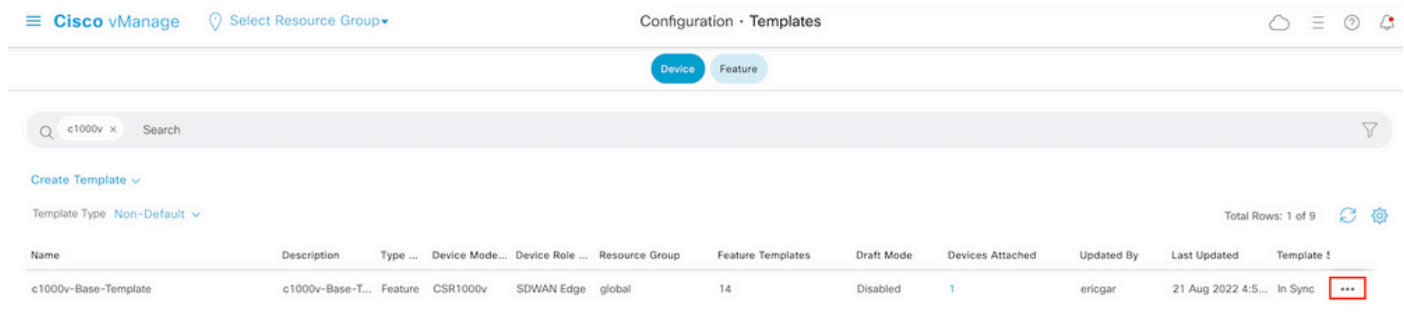 Cisco vManage Select Resource Group Configuration · Templates
Device Feature
c1000v × Search
Create Template
Template Type Non-Default Total Rows: 1 of 9
Name Description Type ... Device Mode... Device Role ... Resource Group Feature Templates Draft Mode Devices Attached Updated By Last Updated Template S
c1000v-Base-Template c1000v-Base-T... Feature CSR1000v SDWAN Edge global 14 Disabled 1 ericgar 21 Aug 2022 4:5... In Sync ...